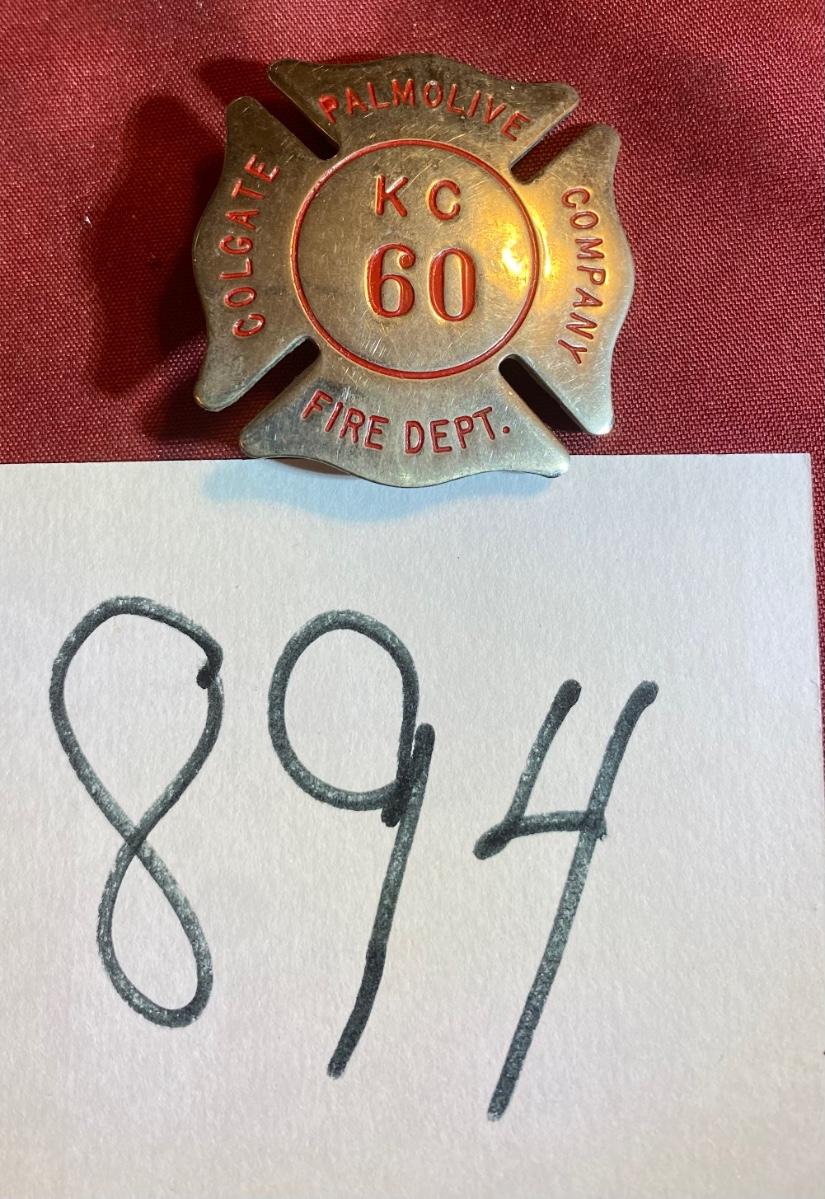 COLGATE
PALMOLIVE
COMPANY
KC
60
FIRE DEPT.
894